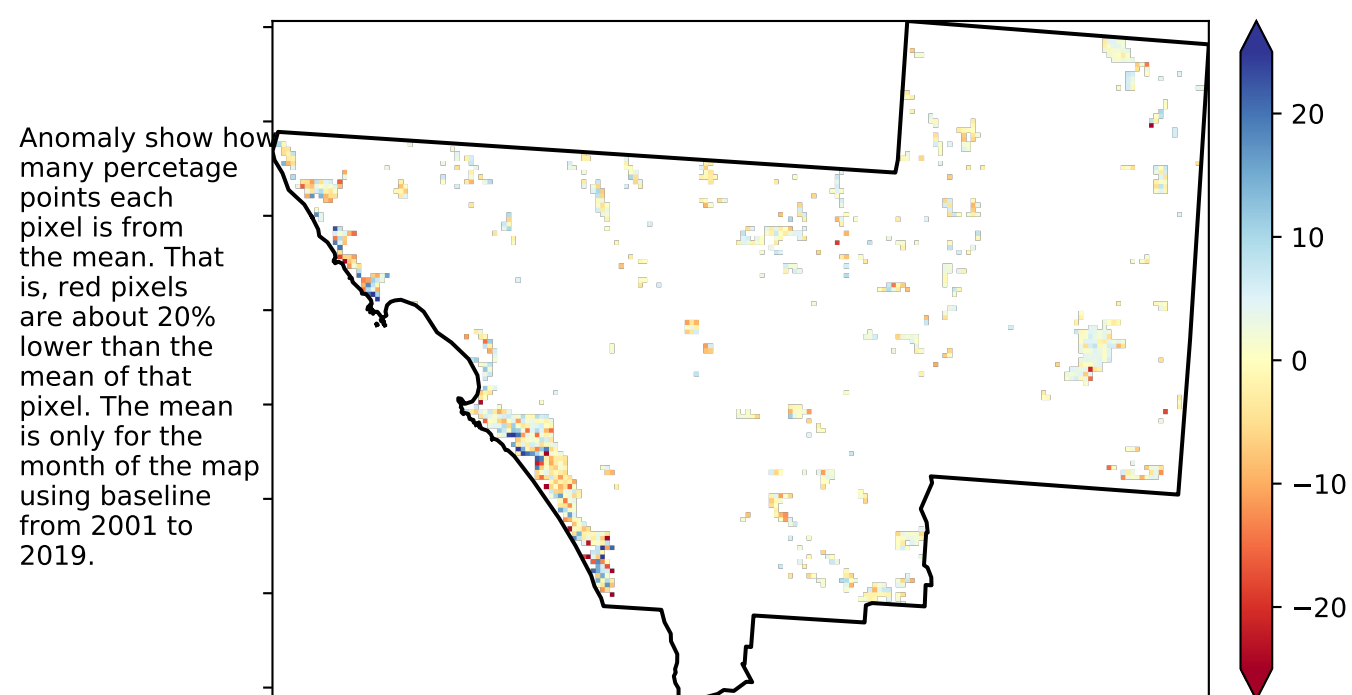 Anomaly show how
many percetage
points each
pixel is from
the mean. That
is, red pixels
are about 20%
lower than the
mean of that
pixel. The mean
is only for the
month of the map
using baseline
from 2001 to
2019.
20
10
0
−10
−20